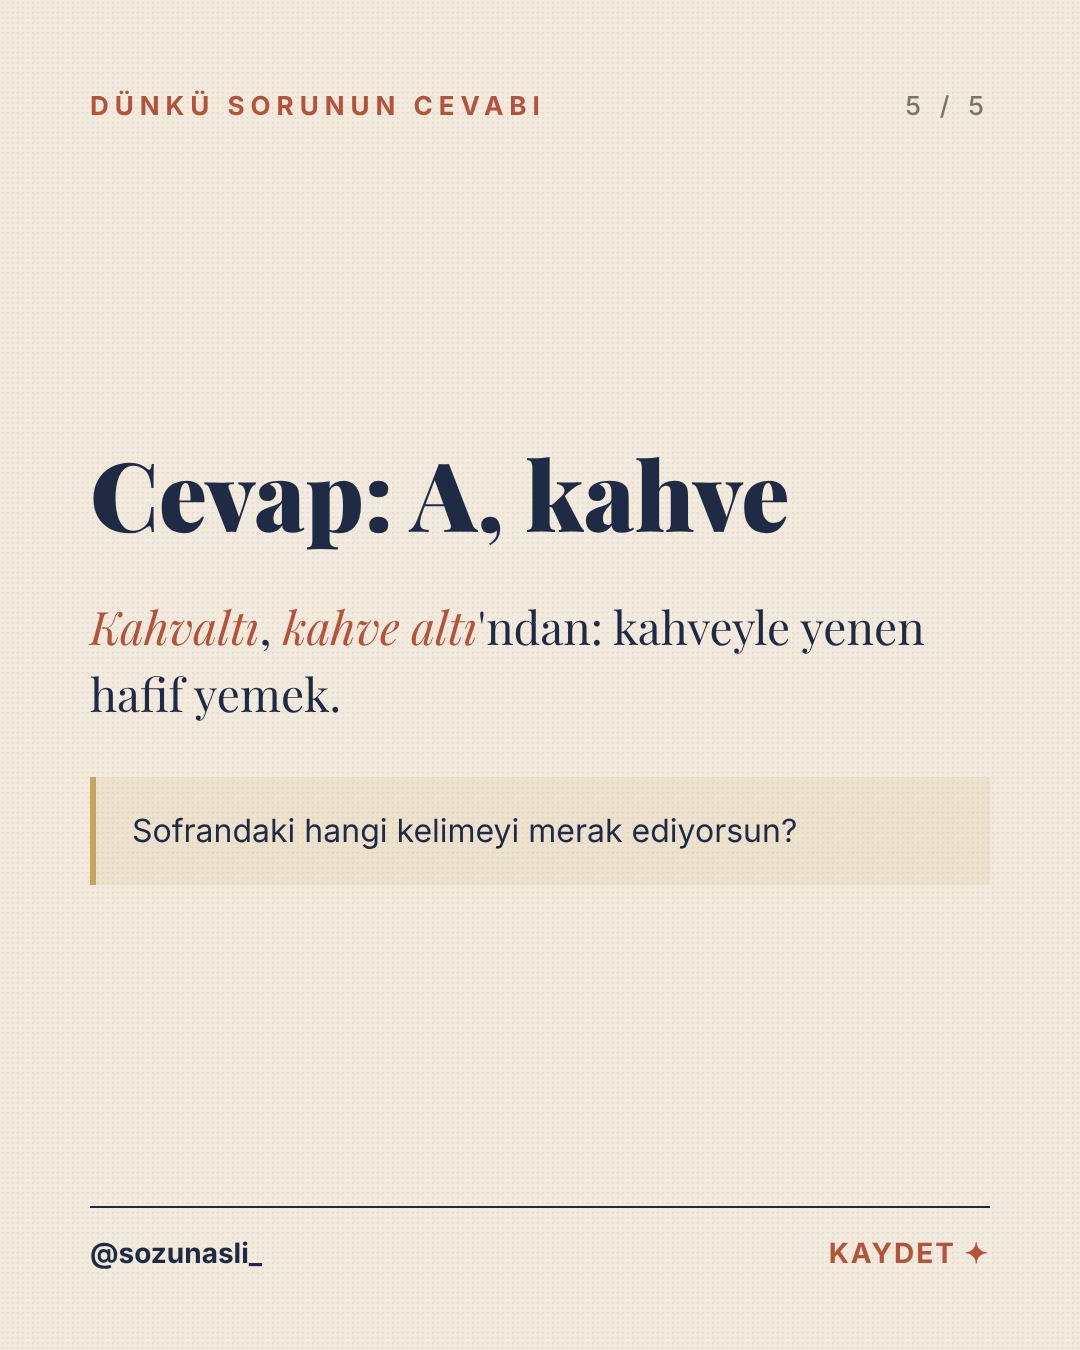 DÜNKÜ SORUNUN CEVABI
5 / 5
Cevap: A, kahve
Kahvaltı, kahve altı'ndan: kahveyle yenen
hafif yemek.
Sofrandaki hangi kelimeyi merak ediyorsun?
@sozunasli_
KAYDET ✦